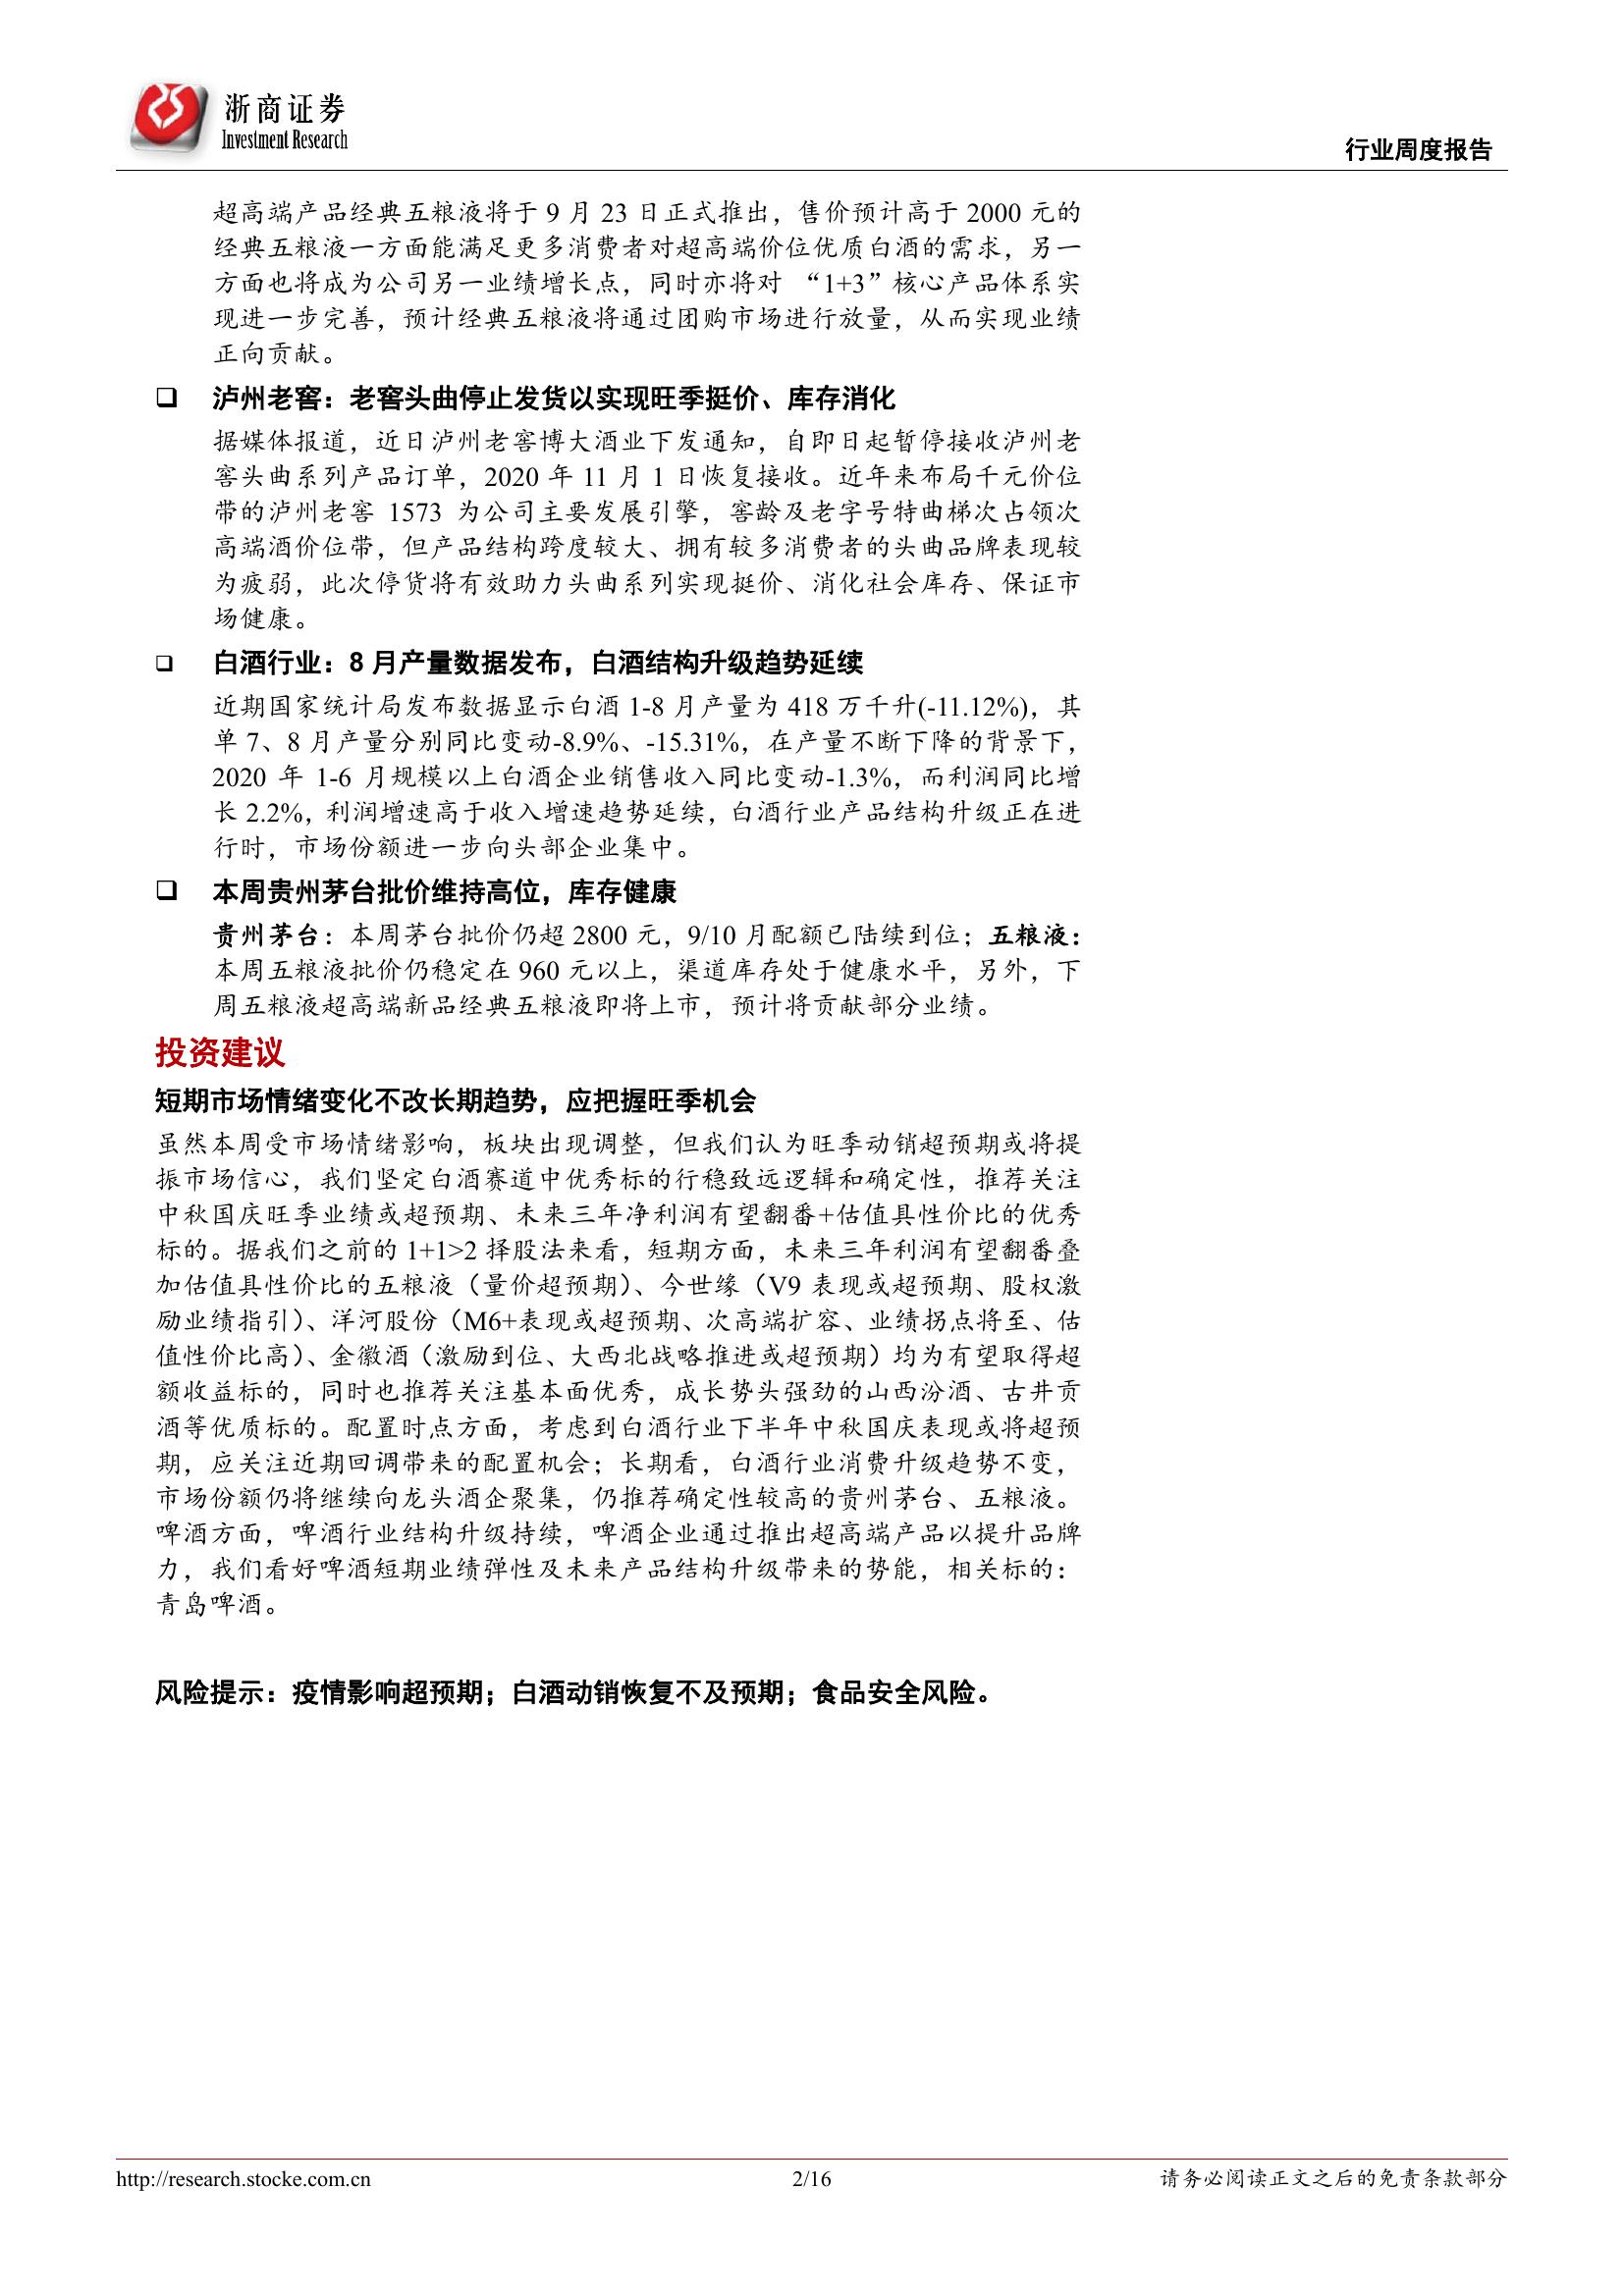 浙商证券
Investment Research
行业周度报告
超高端产品经典五粮液将于 9 月 23 日正式推出，售价预计高于 2000 元的
经典五粮液一方面能满足更多消费者对超高端价位优质白酒的需求，另一
方面也将成为公司另一业绩增长点，同时亦将对 “1+3”核心产品体系实
现进一步完善，预计经典五粮液将通过团购市场进行放量，从而实现业绩
正向贡献。
❑ 泸州老窖：老窖头曲停止发货以实现旺季挺价、库存消化
据媒体报道，近日泸州老窖博大酒业下发通知，自即日起暂停接收泸州老
窖头曲系列产品订单，2020 年 11 月 1 日恢复接收。近年来布局千元价位
带的泸州老窖 1573 为公司主要发展引擎，窖龄及老字号特曲梯次占领次
高端酒价位带，但产品结构跨度较大、拥有较多消费者的头曲品牌表现较
为疲弱，此次停货将有效助力头曲系列实现挺价、消化社会库存、保证市
场健康。
❑ 白酒行业：8 月产量数据发布，白酒结构升级趋势延续
近期国家统计局发布数据显示白酒 1-8 月产量为 418 万千升(-11.12%)，其
单 7、8 月产量分别同比变动-8.9%、-15.31%，在产量不断下降的背景下，
2020 年 1-6 月规模以上白酒企业销售收入同比变动-1.3%，而利润同比增
长 2.2%，利润增速高于收入增速趋势延续，白酒行业产品结构升级正在进
行时，市场份额进一步向头部企业集中。
❑ 本周贵州茅台批价维持高位，库存健康
贵州茅台：本周茅台批价仍超 2800 元，9/10 月配额已陆续到位；五粮液：
本周五粮液批价仍稳定在 960 元以上，渠道库存处于健康水平，另外，下
周五粮液超高端新品经典五粮液即将上市，预计将贡献部分业绩。
投资建议
短期市场情绪变化不改长期趋势，应把握旺季机会
虽然本周受市场情绪影响，板块出现调整，但我们认为旺季动销超预期或将提
振市场信心，我们坚定白酒赛道中优秀标的行稳致远逻辑和确定性，推荐关注
中秋国庆旺季业绩或超预期、未来三年净利润有望翻番+估值具性价比的优秀
标的。据我们之前的 1+1>2 择股法来看，短期方面，未来三年利润有望翻番叠
加估值具性价比的五粮液（量价超预期）、今世缘（V9 表现或超预期、股权激
励业绩指引）、洋河股份（M6+表现或超预期、次高端扩容、业绩拐点将至、估
值性价比高）、金徽酒（激励到位、大西北战略推进或超预期）均为有望取得超
额收益标的，同时也推荐关注基本面优秀，成长势头强劲的山西汾酒、古井贡
酒等优质标的。配置时点方面，考虑到白酒行业下半年中秋国庆表现或将超预
期，应关注近期回调带来的配置机会；长期看，白酒行业消费升级趋势不变，
市场份额仍将继续向龙头酒企聚集，仍推荐确定性较高的贵州茅台、五粮液。
啤酒方面，啤酒行业结构升级持续，啤酒企业通过推出超高端产品以提升品牌
力，我们看好啤酒短期业绩弹性及未来产品结构升级带来的势能，相关标的：
青岛啤酒。
风险提示：疫情影响超预期；白酒动销恢复不及预期；食品安全风险。
http://research.stocke.com.cn
2/16
请务必阅读正文之后的免责条款部分